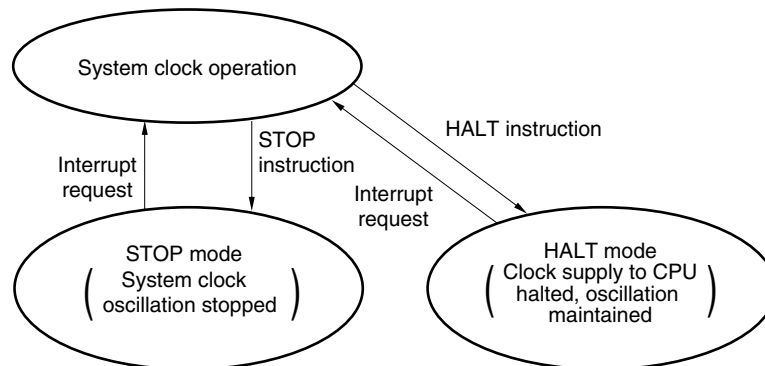 System clock operation
HALT instruction
STOP
instruction
Interrupt
request
Interrupt
request
STOP mode
( System clock
oscillation stopped )
HALT mode
( Clock supply to CPU
halted, oscillation
maintained )